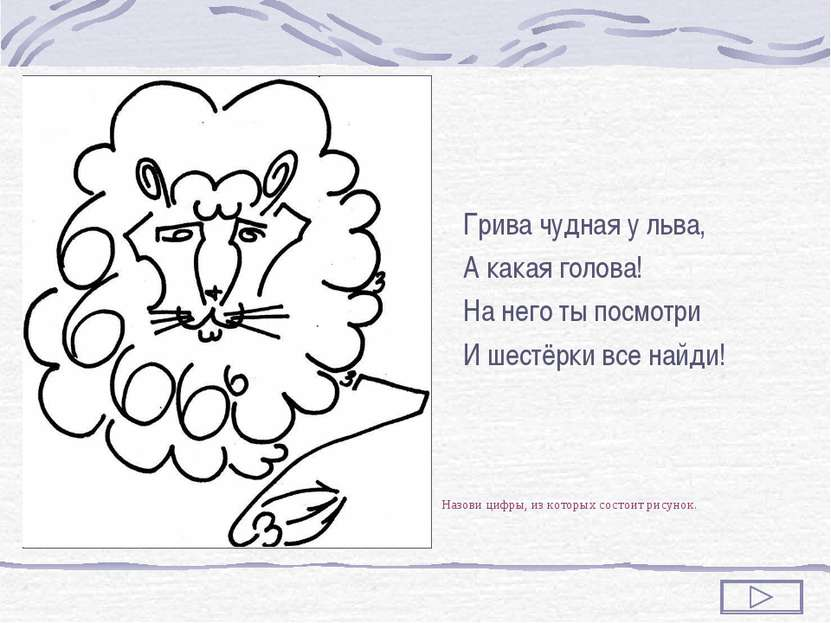 Грива чудная у льва,
А какая голова!
На него ты посмотри
И шестёрки все найди!
Назови цифры, из которых состоит рисунок.